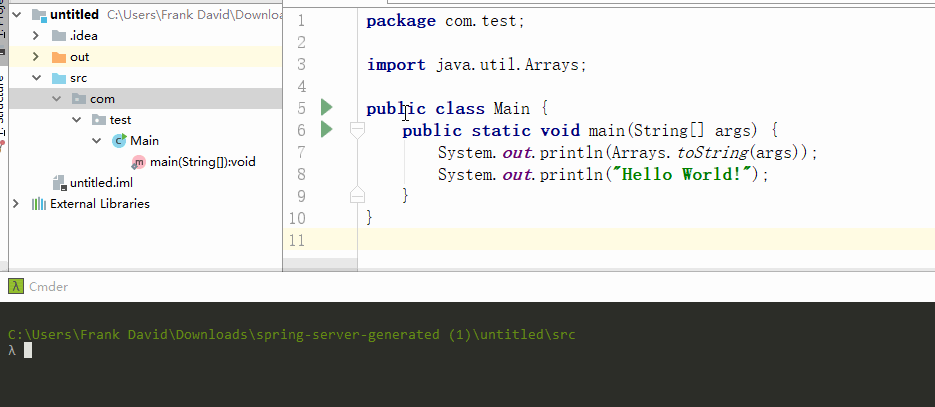 untitled C:\Users\Frank David\Downloa
.idea
out
src
com
test
Main
main(String[]):void
untitled.iml
External Libraries
1 package com.test;
2
3 import java.util.Arrays;
4
5 public class Main {
6 public static void main(String[] args) {
7 System.out.println(Arrays.toString(args));
8 System.out.println("Hello World!");
9 }
10 }
11
λ Cmder
C:\Users\Frank David\Downloads\spring-server-generated (1)\untitled\src
λ